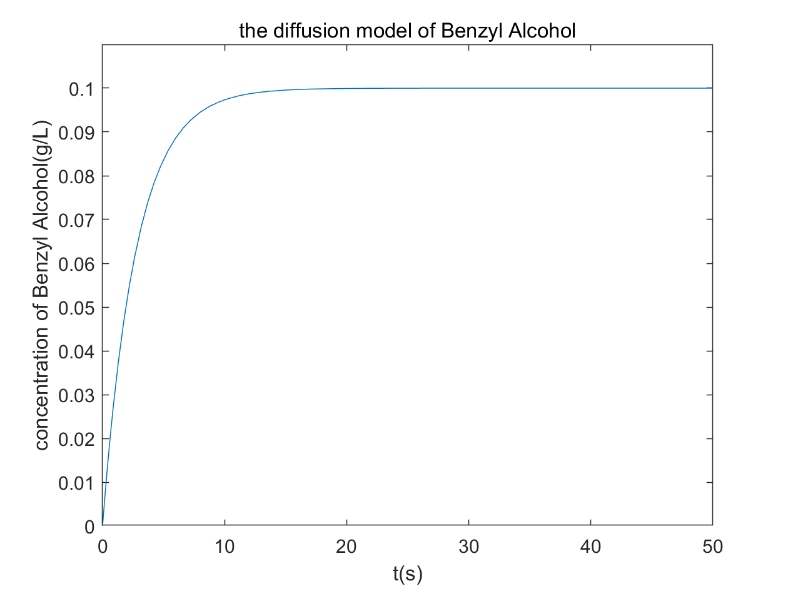 the diffusion model of Benzyl Alcohol
concentration of Benzyl Alcohol(g/L)
0.1
0.09
0.08
0.07
0.06
0.05
0.04
0.03
0.02
0.01
0
0 10 20 30 40 50
t(s)